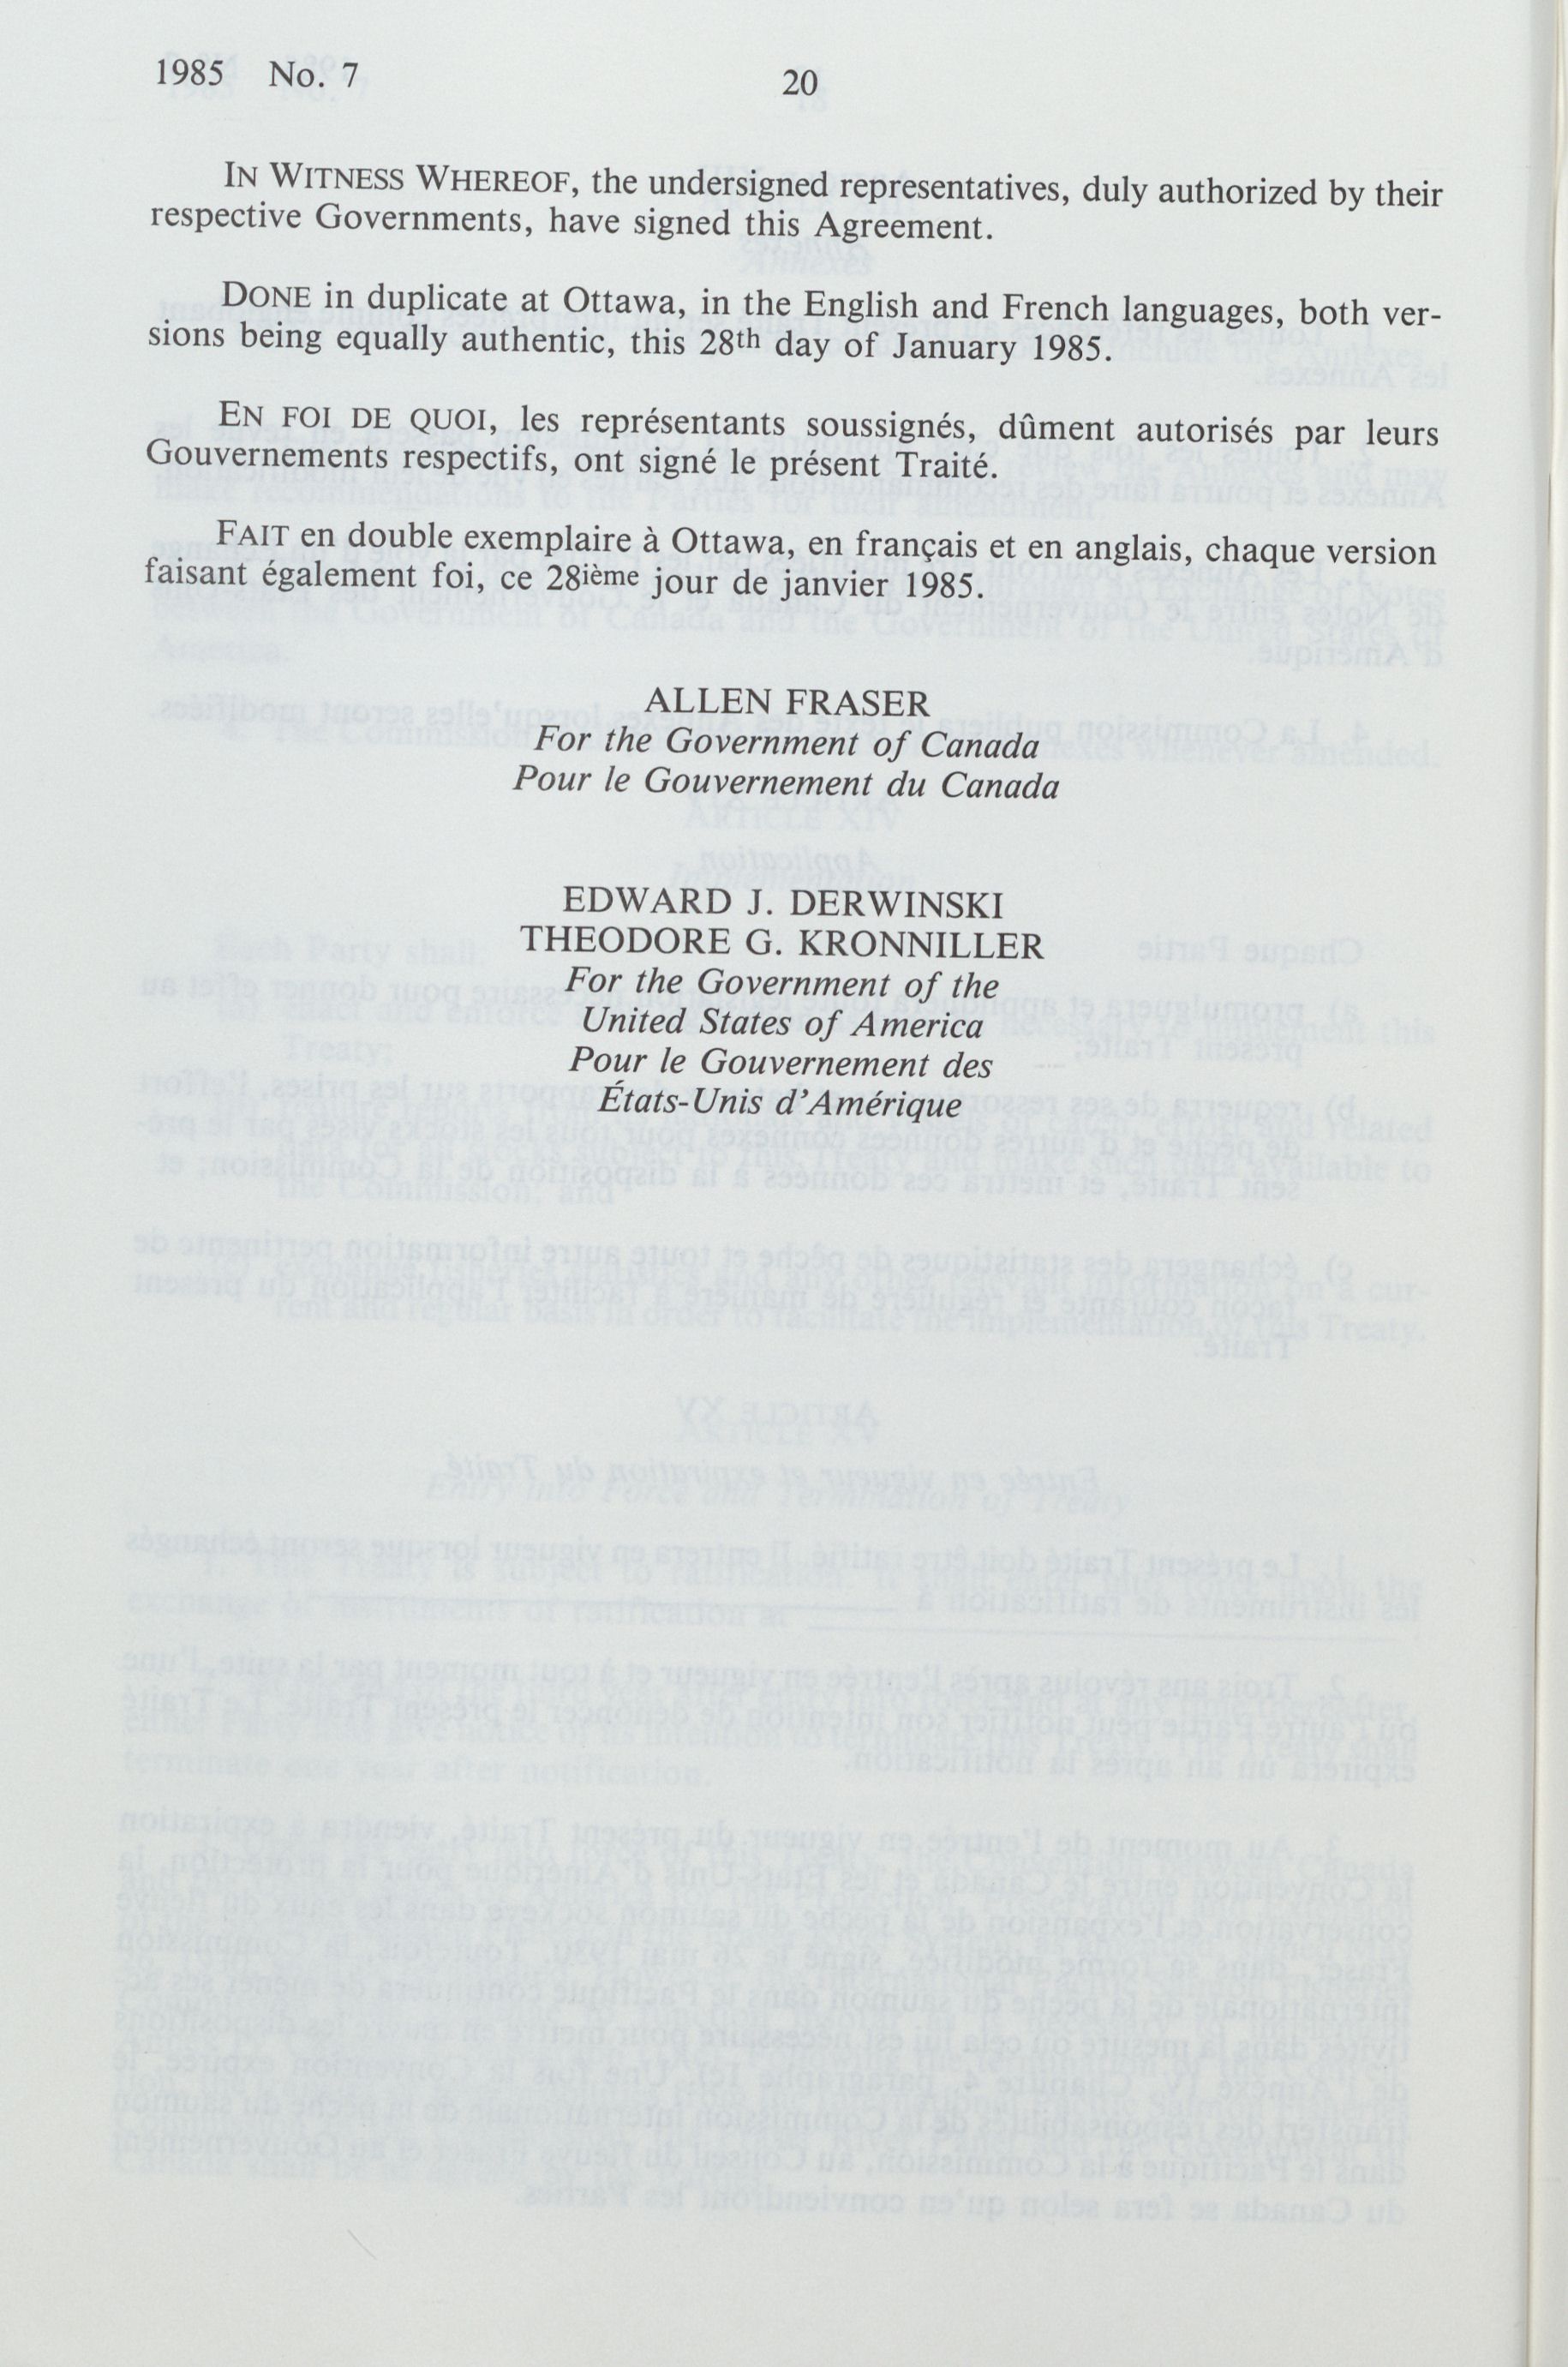 1985 No. 7
20
IN WITNESS WHEREOF, the undersigned representatives, duly authorized by their
respective Governments, have signed this Agreement.
DONE in duplicate at Ottawa, in the English and French languages, both ver-
sions being equally authentic, this 28th day of January 1985.
EN FOI DE QUOI, les représentants soussignés, dûment autorisés par leurs
Gouvernements respectifs, ont signé le présent Traité.
FAIT en double exemplaire à Ottawa, en français et en anglais, chaque version
faisant également foi, ce 28ième jour de janvier 1985.
ALLEN FRASER
For the Government of Canada
Pour le Gouvernement du Canada
EDWARD J. DERWINSKI
THEODORE G. KRONNILLER
For the Government of the
United States of America
Pour le Gouvernement des
États-Unis d'Amérique